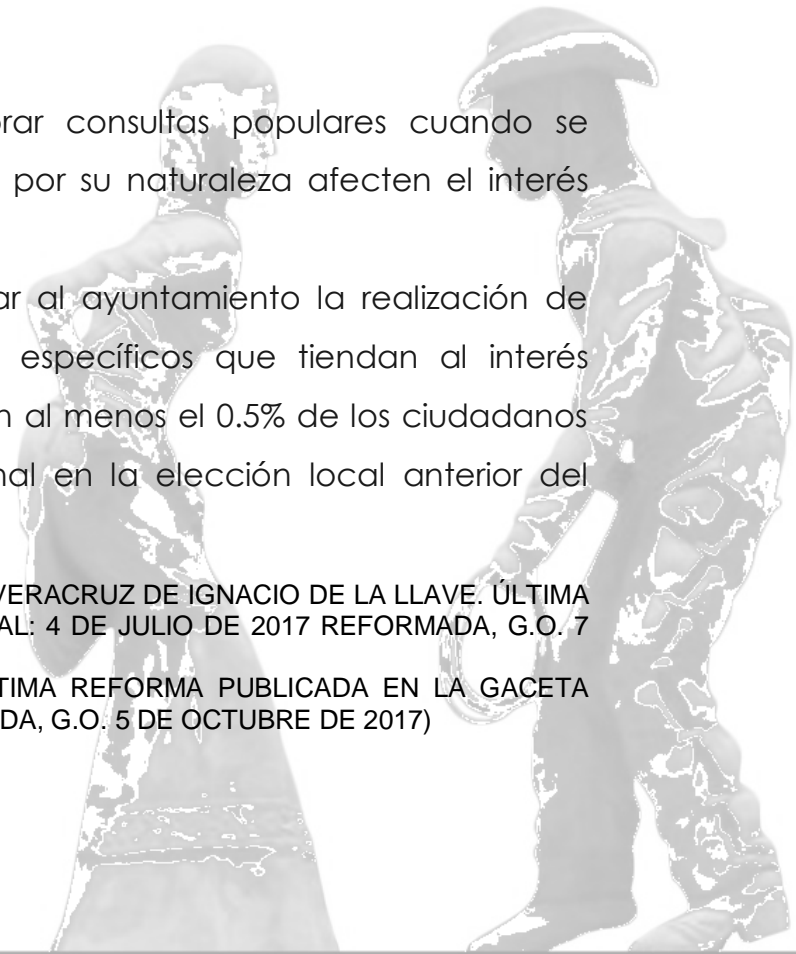 rar consultas populares cuando se
por su naturaleza afecten el interés
ar al ayuntamiento la realización de
específicos que tiendan al interés
n al menos el 0.5% de los ciudadanos
nal en la elección local anterior del
VERACRUZ DE IGNACIO DE LA LLAVE. ÚLTIMA
AL: 4 DE JULIO DE 2017 REFORMADA, G.O. 7
TIMA REFORMA PUBLICADA EN LA GACETA
DA, G.O. 5 DE OCTUBRE DE 2017)